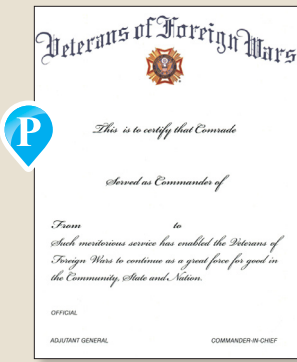 Veterans of Foreign Wars
P
This is to certify that Comrade
Served as Commander of
From to
Such meritorious service has enabled the Veterans of
Foreign Wars to continue as a great force for good in
the Community, State and Nation.
OFFICIAL
ADJUTANT GENERAL COMMANDER-IN-CHIEF